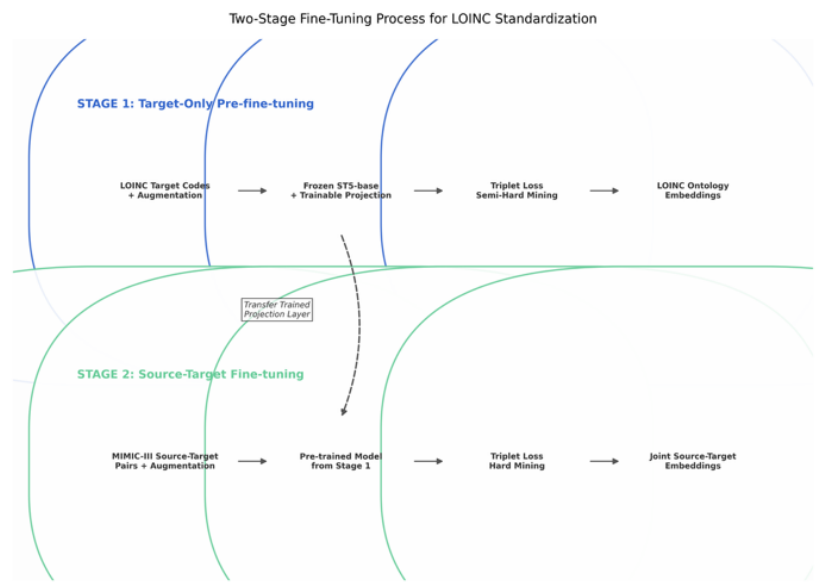 Two-Stage Fine-Tuning Process for LOINC Standardization
STAGE 1: Target-Only Pre-fine-tuning
LOINC Target Codes
+ Augmentation
Frozen ST5-base
+ Trainable Projection
Triplet Loss
Semi-Hard Mining
LOINC Ontology
Embeddings
Transfer Trained
Projection Layer
STAGE 2: Source-Target Fine-tuning
MIMIC-III Source-Target
Pairs + Augmentation
Pre-trained Model
from Stage 1
Triplet Loss
Hard Mining
Joint Source-Target
Embeddings